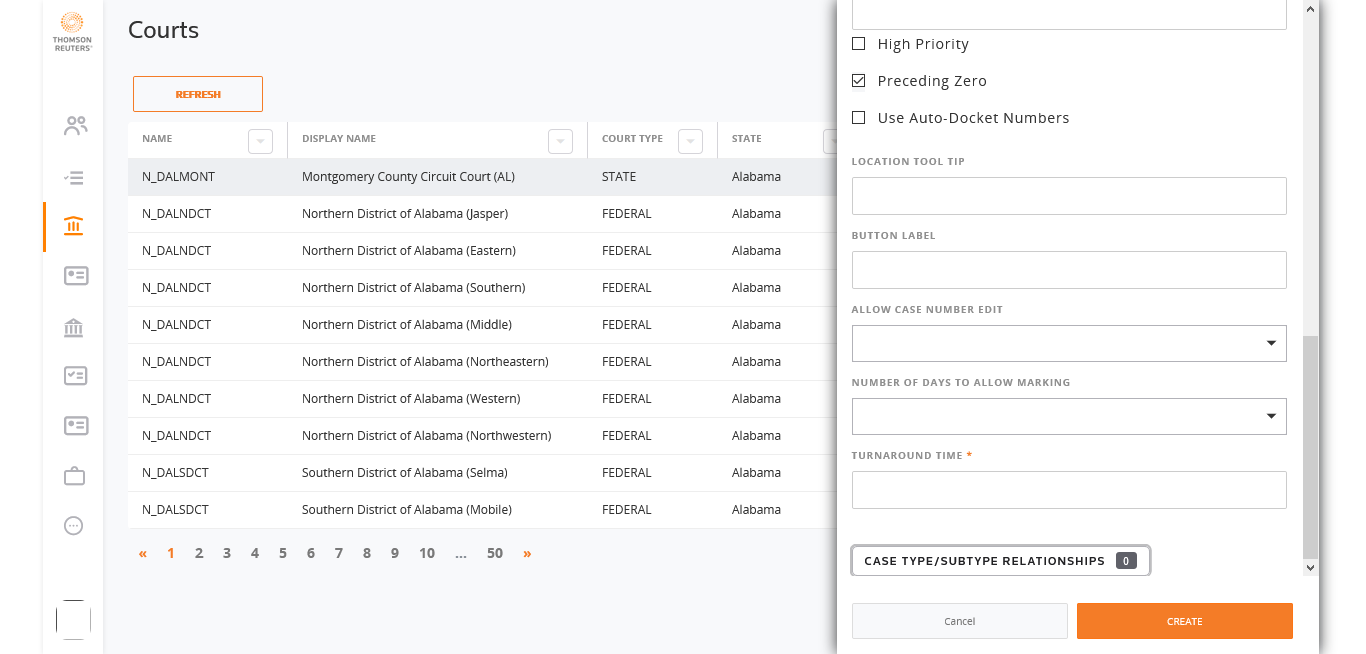 THOMSON
REUTERS®
Courts
REFRESH
NAME DISPLAY NAME COURT TYPE STATE
N_DALMONT Montgomery County Circuit Court (AL) STATE Alabama
N_DALNDCT Northern District of Alabama (Jasper) FEDERAL Alabama
N_DALNDCT Northern District of Alabama (Eastern) FEDERAL Alabama
N_DALNDCT Northern District of Alabama (Southern) FEDERAL Alabama
N_DALNDCT Northern District of Alabama (Middle) FEDERAL Alabama
N_DALNDCT Northern District of Alabama (Northeastern) FEDERAL Alabama
N_DALNDCT Northern District of Alabama (Western) FEDERAL Alabama
N_DALNDCT Northern District of Alabama (Northwestern) FEDERAL Alabama
N_DALSDCT Southern District of Alabama (Selma) FEDERAL Alabama
N_DALSDCT Southern District of Alabama (Mobile) FEDERAL Alabama
« 1 2 3 4 5 6 7 8 9 10 ... 50 »
High Priority
Preceding Zero
Use Auto-Docket Numbers
LOCATION TOOL TIP
BUTTON LABEL
ALLOW CASE NUMBER EDIT
NUMBER OF DAYS TO ALLOW MARKING
TURNAROUND TIME *
CASE TYPE/SUBTYPE RELATIONSHIPS 0
Cancel CREATE